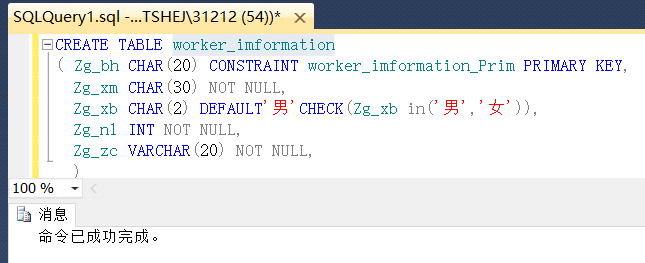 SQLQuery1.sql -...TSHEJ\31212 (54))* ×
CREATE TABLE worker_imformation
( Zg_bh CHAR(20) CONSTRAINT worker_imformation_Prim PRIMARY KEY,
Zg_xm CHAR(30) NOT NULL,
Zg_xb CHAR(2) DEFAULT'男'CHECK(Zg_xb in('男','女')),
Zg_nl INT NOT NULL,
Zg_zc VARCHAR(20) NOT NULL,
)
100 %
消息
命令已成功完成。